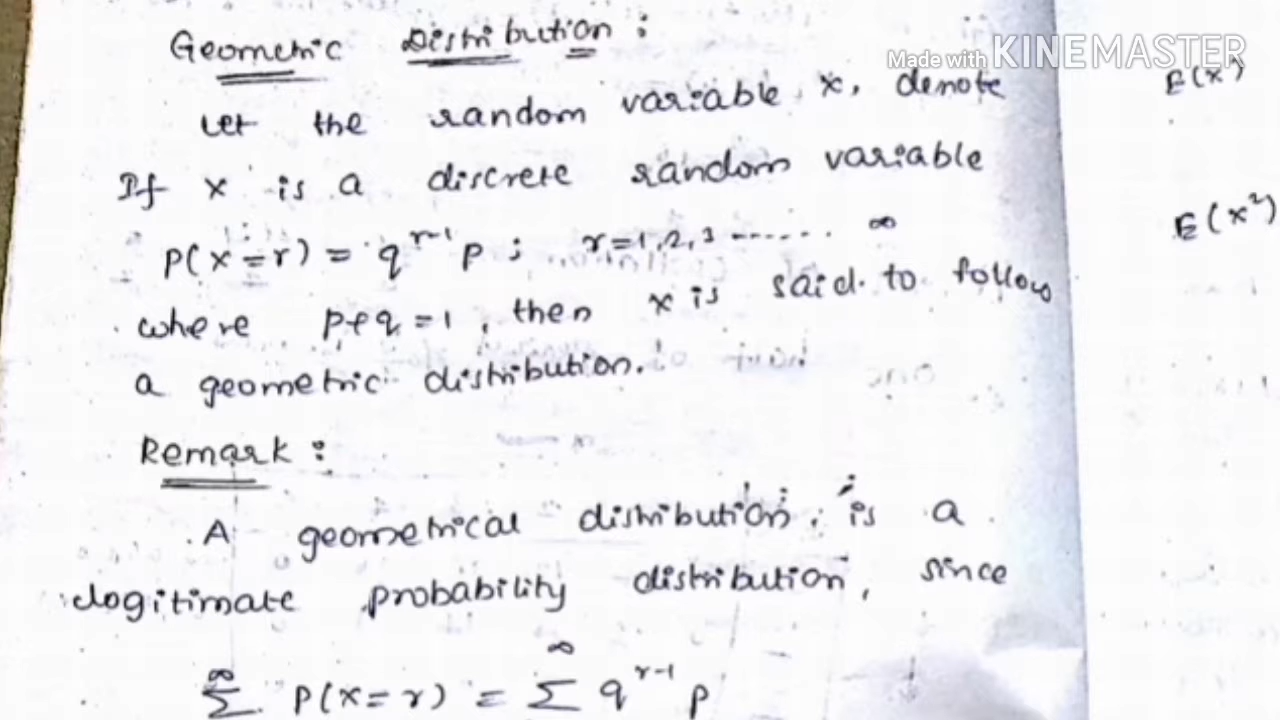 Geometric Distribution :
Made with KINEMASTER
Let the random variable x, denote
If x is a discrete random variable
P(x=r) = q^r-1 p ; r=1,2,3 ------ ∞
where p+q=1, then x is said to follow
a geometric distribution.
Remark :
A geometrical distribution, is a
logitimate probability distribution, since
∞ ∞
Σ P(x=r) = Σ q^r-1 p
E(x)
E(x²)